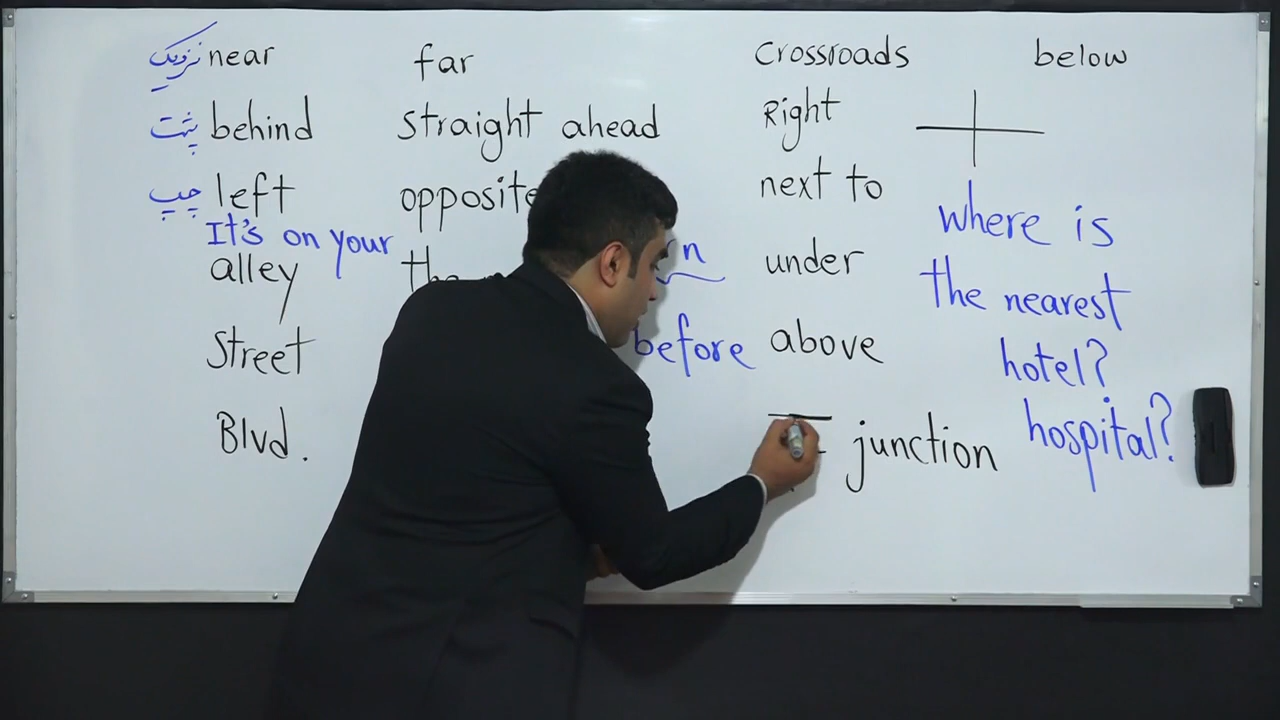 نزدیک near
پشت behind
چپ left
It's on your
alley
Street
Blvd.
far
straight ahead
opposite
before
Crossroads
Right
next to
under
above
junction
below
where is
the nearest
hotel?
hospital?